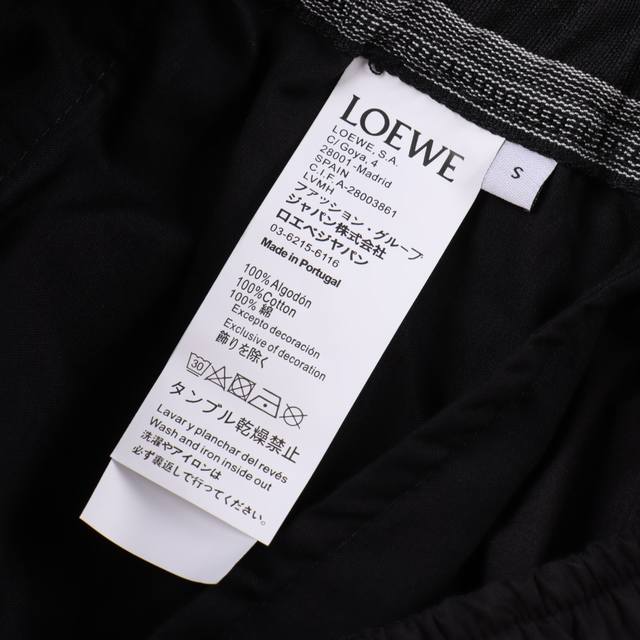 LOEWE
LOEWE, S.A.
C/ Goya, 4
28001 -Madrid
SPAIN
C.I.F.A-28003861
LVMH
ファッション・グループ
ジャパン株式会社
ロエベジャパン
03-6215-6116
Made in Portugal
100% Algodón
100%Cotton
100% 綿
Excepto decoración
Exclusive of decoration
飾りを除く
30
タンブル乾燥禁止
Lavar y planchar del revés
Wash and iron inside out
洗濯やアイロンは
必ず裏返して行ってください。
S